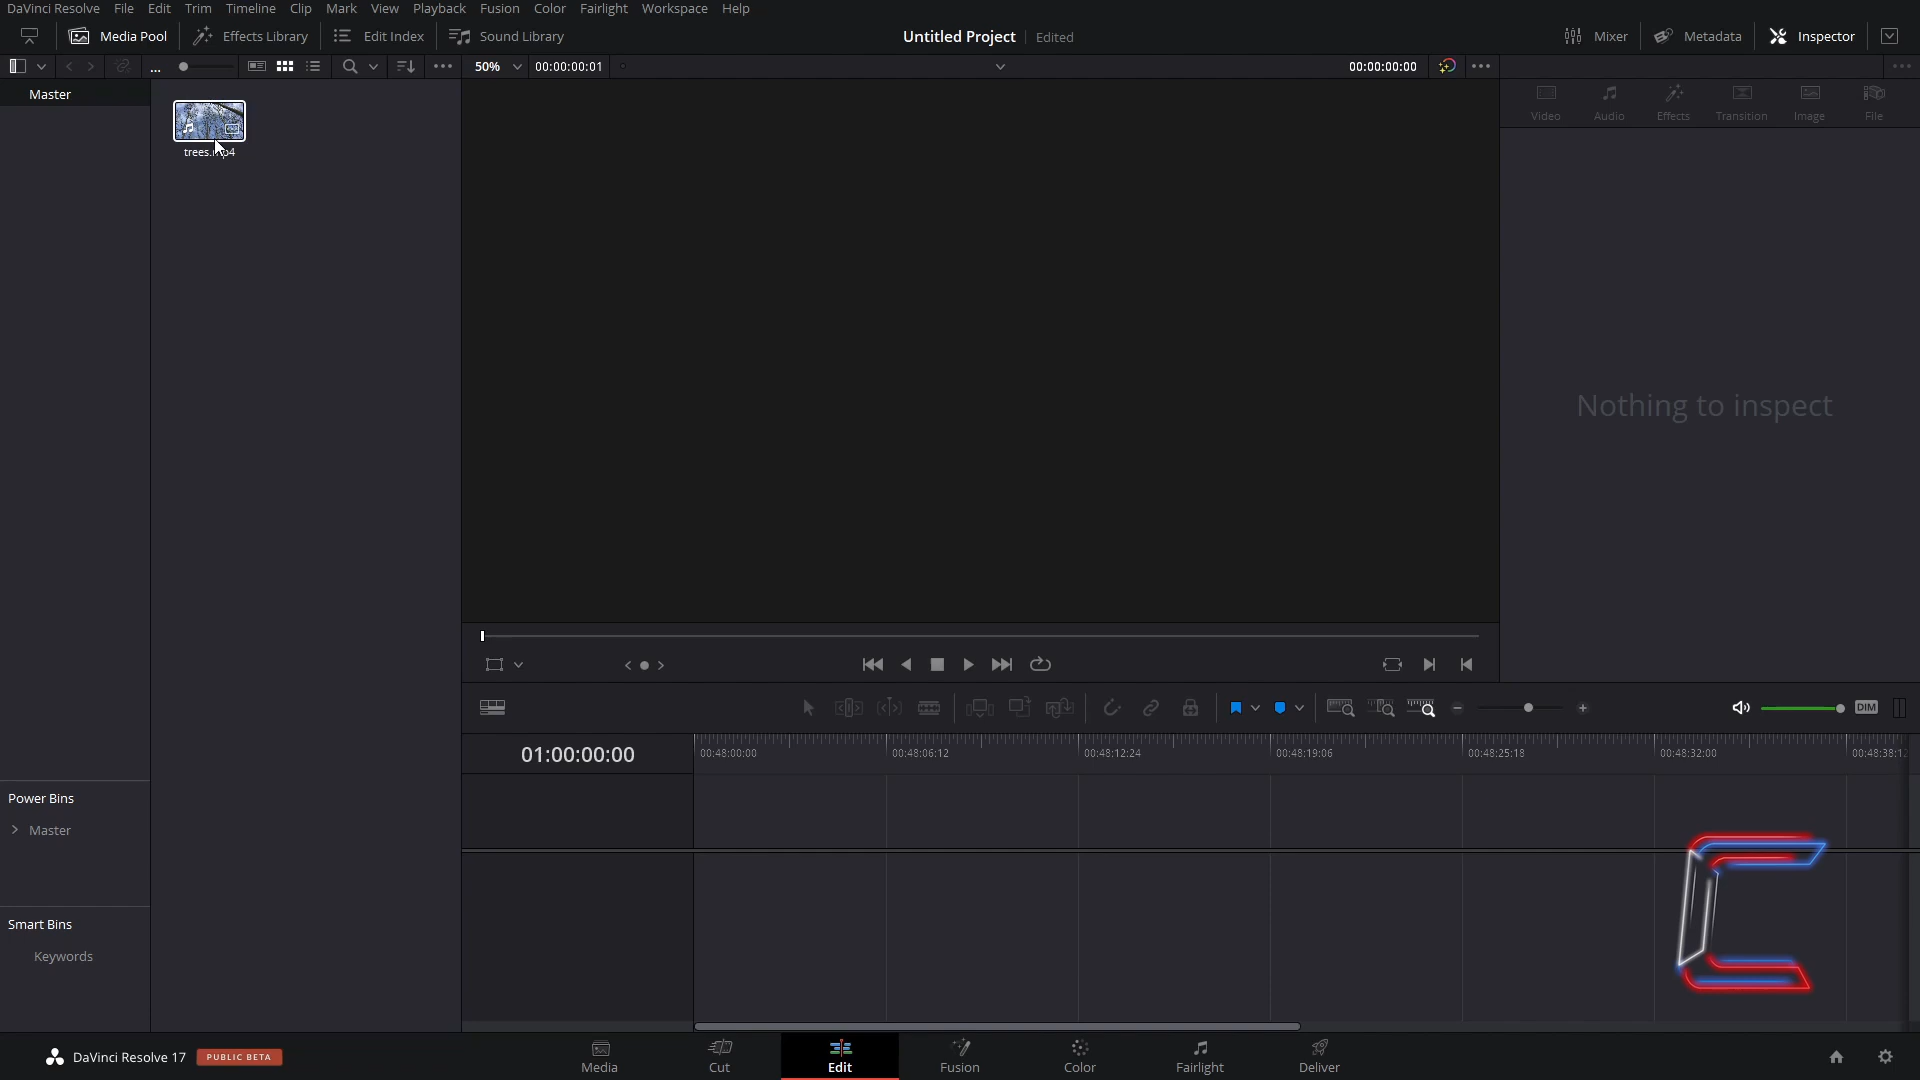 DaVinci Resolve File Edit Trim Timeline Clip Mark View Playback Fusion Color Fairlight Workspace Help
Media Pool Effects Library Edit Index Sound Library Untitled Project Edited Mixer Metadata Inspector
... 50% 00:00:00:01 00:00:00:00
Master
Video Audio Effects Transition Image File
trees.mp4
Nothing to inspect
DIM
01:00:00:00 00:48:00:00 00:48:06:12 00:48:12:24 00:48:19:06 00:48:25:18 00:48:32:00 00:48:38:1
Power Bins
Master
Smart Bins
Keywords
DaVinci Resolve 17 PUBLIC BETA
Media Cut Edit Fusion Color Fairlight Deliver